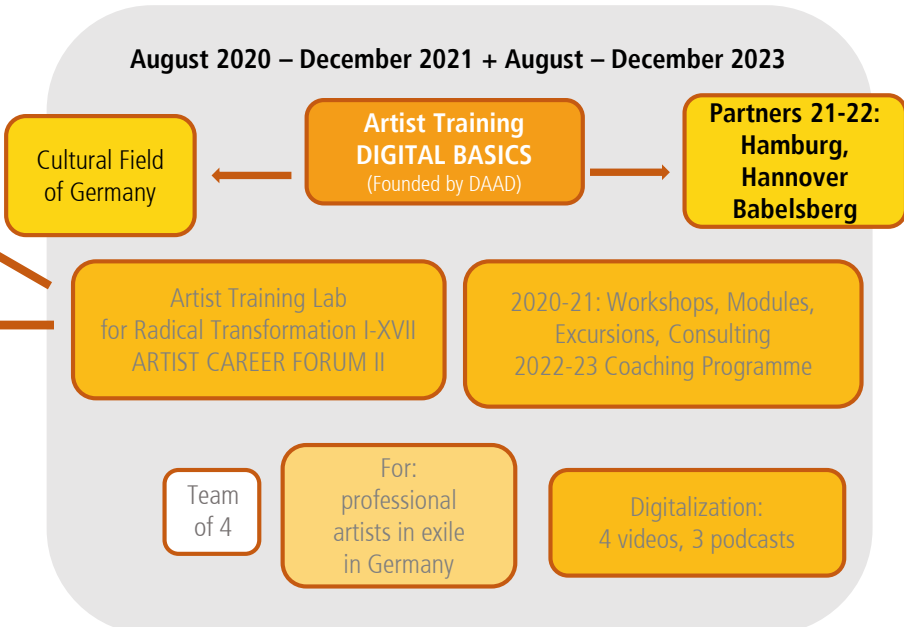 August 2020 – December 2021 + August – December 2023
Cultural Field
of Germany
Artist Training
DIGITAL BASICS
(Founded by DAAD)
Partners 21-22:
Hamburg,
Hannover
Babelsberg
Artist Training Lab
for Radical Transformation I-XVII
ARTIST CAREER FORUM II
2020-21: Workshops, Modules,
Excursions, Consulting
2022-23 Coaching Programme
Team
of 4
For:
professional
artists in exile
in Germany
Digitalization:
4 videos, 3 podcasts